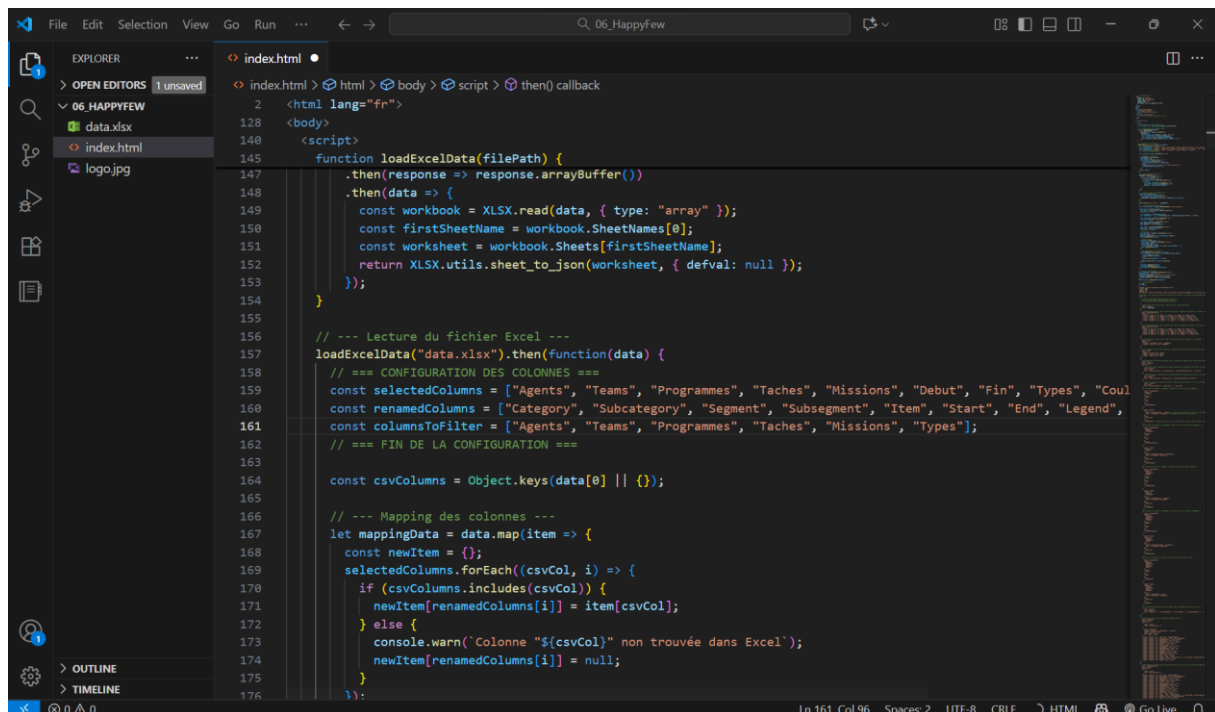 File Edit Selection View Go Run ··· 06_HappyFew
EXPLORER ···
OPEN EDITORS 1 unsaved
06_HAPPYFEW
data.xlsx
index.html
logo.jpg
OUTLINE
TIMELINE
index.html
index.html > html > body > script > then() callback
2 <html lang="fr">
128 <body>
140 <script>
145 function loadExcelData(filePath) {
147 .then(response => response.arrayBuffer())
148 .then(data => {
149 const workbook = XLSX.read(data, { type: "array" });
150 const firstSheetName = workbook.SheetNames[0];
151 const worksheet = workbook.Sheets[firstSheetName];
152 return XLSX.utils.sheet_to_json(worksheet, { defval: null });
153 });
154 }
155
156 // --- Lecture du fichier Excel ---
157 loadExcelData("data.xlsx").then(function(data) {
158 // === CONFIGURATION DES COLONNES ===
159 const selectedColumns = ["Agents", "Teams", "Programmes", "Taches", "Missions", "Debut", "Fin", "Types", "Coul
160 const renamedColumns = ["Category", "Subcategory", "Segment", "Subsegment", "Item", "Start", "End", "Legend",
161 const columnsToFilter = ["Agents", "Teams", "Programmes", "Taches", "Missions", "Types"];
162 // === FIN DE LA CONFIGURATION ===
163
164 const csvColumns = Object.keys(data[0] || {});
165
166 // --- Mapping des colonnes ---
167 let mappingData = data.map(item => {
168 const newItem = {};
169 selectedColumns.forEach((csvCol, i) => {
170 if (csvColumns.includes(csvCol)) {
171 newItem[renamedColumns[i]] = item[csvCol];
172 } else {
173 console.warn(`Colonne "${csvCol}" non trouvée dans Excel`);
174 newItem[renamedColumns[i]] = null;
175 }
176 });
0 0 Ln 161, Col 96 Spaces: 2 UTF-8 CRLF HTML Go Live